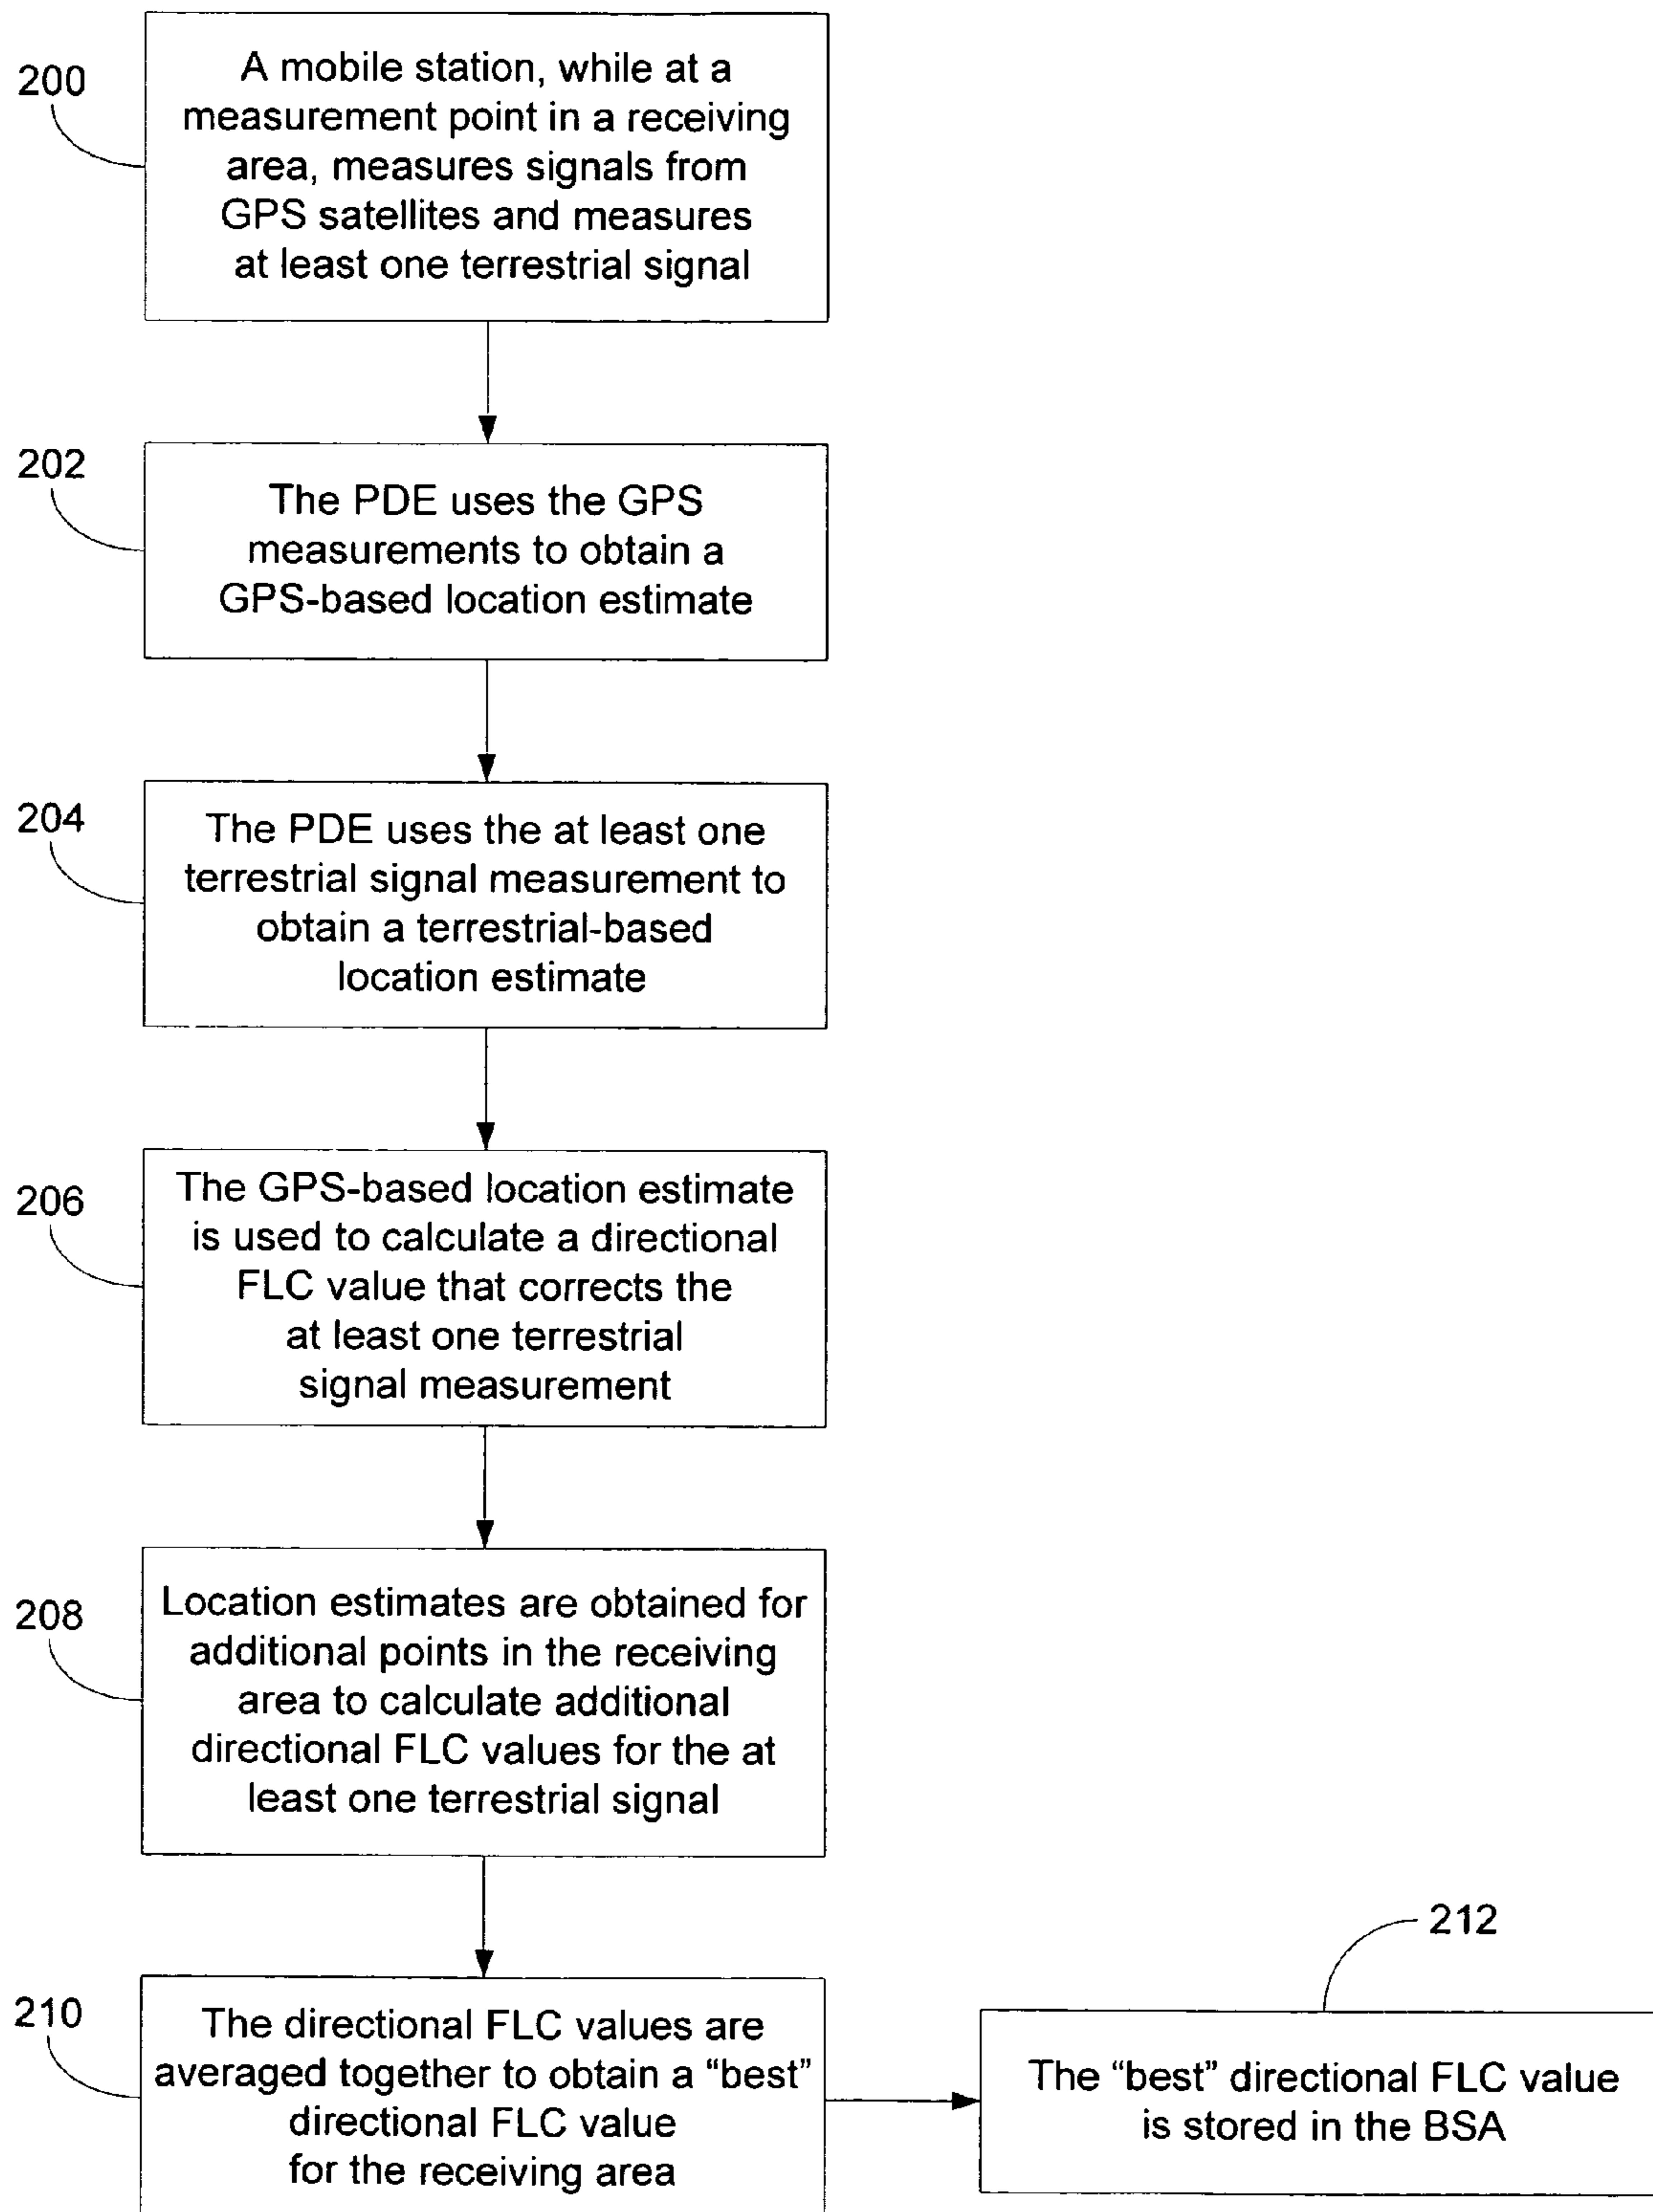 200
A mobile station, while at a
measurement point in a receiving
area, measures signals from
GPS satellites and measures
at least one terrestrial signal
202
The PDE uses the GPS
measurements to obtain a
GPS-based location estimate
204
The PDE uses the at least one
terrestrial signal measurement to
obtain a terrestrial-based
location estimate
206
The GPS-based location estimate
is used to calculate a directional
FLC value that corrects the
at least one terrestrial
signal measurement
208
Location estimates are obtained for
additional points in the receiving
area to calculate additional
directional FLC values for the at
least one terrestrial signal
210
The directional FLC values are
averaged together to obtain a “best”
directional FLC value
for the receiving area
212
The “best” directional FLC value
is stored in the BSA